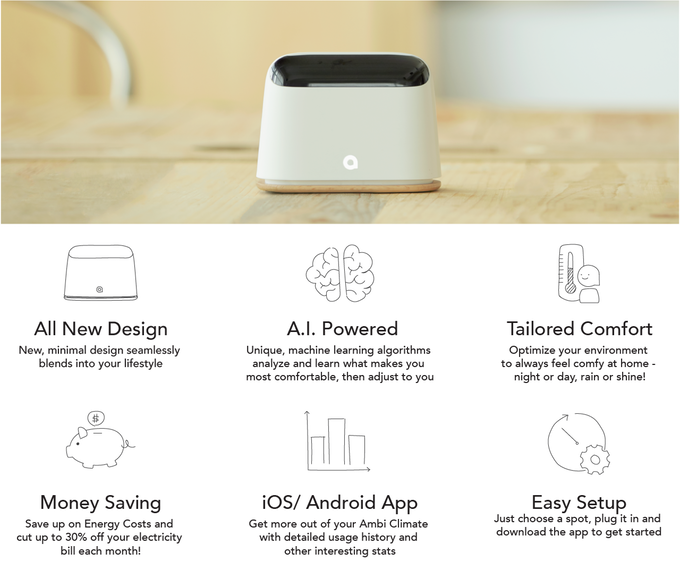 All New Design
New, minimal design seamlessly
blends into your lifestyle
A.I. Powered
Unique, machine learning algorithms
analyze and learn what makes you
most comfortable, then adjust to you
Tailored Comfort
Optimize your environment
to always feel comfy at home -
night or day, rain or shine!
Money Saving
Save up on Energy Costs and
cut up to 30% off your electricity
bill each month!
iOS/ Android App
Get more out of your Ambi Climate
with detailed usage history and
other interesting stats
Easy Setup
Just choose a spot, plug it in and
download the app to get started